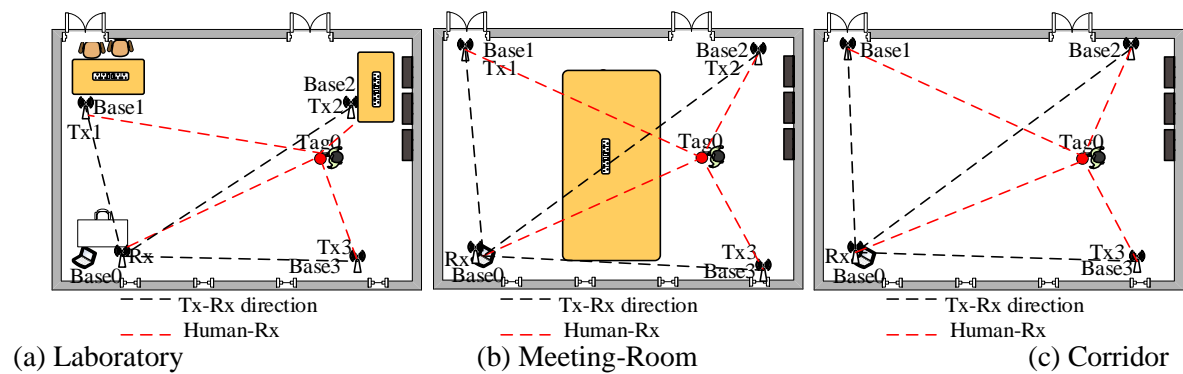 Base1
Tx1
Base2
Tx2
Tag0
Rx
Base0
Tx3
Base3
Tx-Rx direction
Human-Rx
(a) Laboratory
Base1
Tx1
Base2
Tx2
Tag0
Rx
Base0
Base3
Tx-Rx direction
Human-Rx
(b) Meeting-Room
Base1
Base2
Tag0
Rx
Base0
Tx3
Base3
Tx-Rx direction
Human-Rx
(c) Corridor